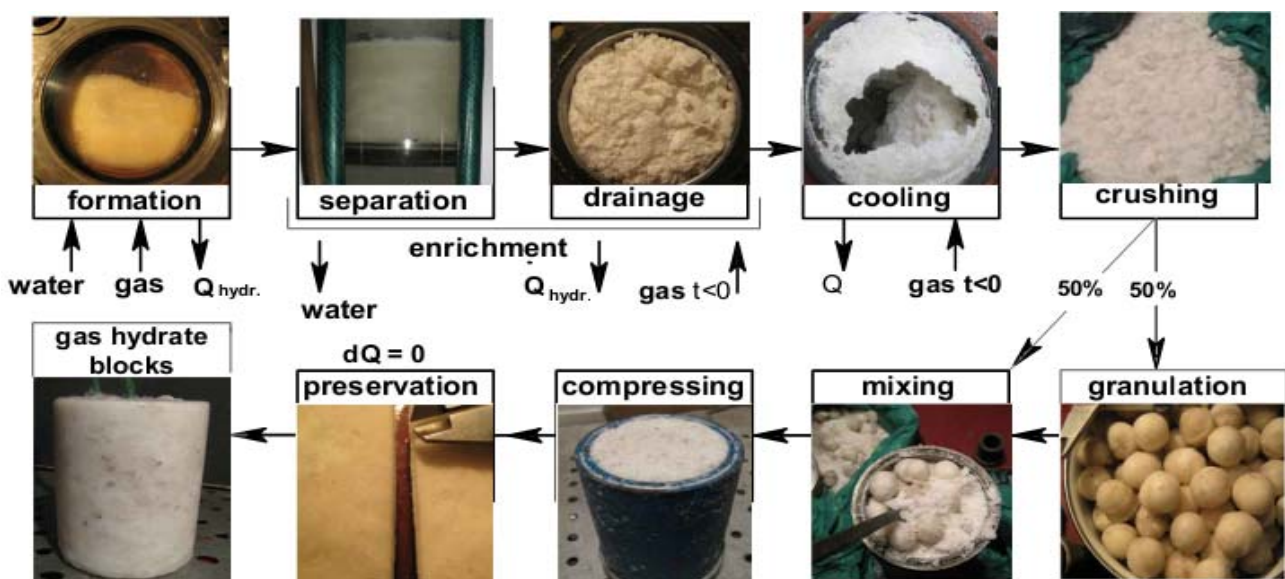 formation
separation
drainage
cooling
crushing
enrichment
water
gas
Q hydr.
water
Q hydr.
gas t<0
Q
gas t<0
50%
50%
gas hydrate
blocks
dQ = 0
preservation
compressing
mixing
granulation